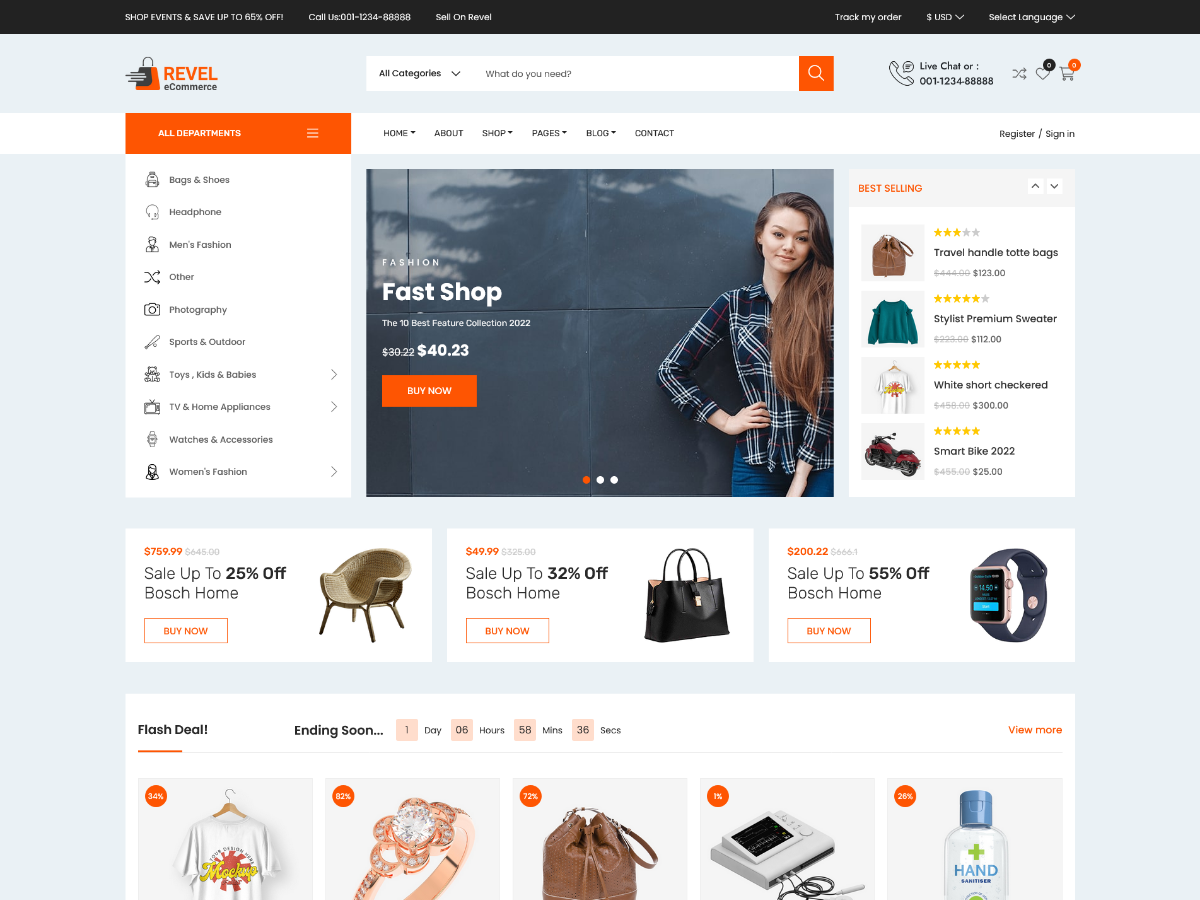 SHOP EVENTS & SAVE UP TO 65% OFF! Call Us:001-1234-88888 Sell On Revel Track my order $ USD Select Language
REVEL
eCommerce
All Categories What do you need?
Live Chat or :
001-1234-88888
0 0
ALL DEPARTMENTS
HOME ABOUT SHOP PAGES BLOG CONTACT
Register / Sign in
Bags & Shoes
Headphone
Men's Fashion
Other
Photography
Sports & Outdoor
Toys , Kids & Babies
TV & Home Appliances
Watches & Accessories
Women's Fashion
FASHION
Fast Shop
The 10 Best Feature Collection 2022
$30.22 $40.23
BUY NOW
BEST SELLING
Travel handle totte bags
$444.00 $123.00
Stylist Premium Sweater
$223.00 $112.00
White short checkered
$458.00 $300.00
Smart Bike 2022
$455.00 $25.00
$759.99 $645.00
Sale Up To 25% Off
Bosch Home
BUY NOW
$49.99 $325.00
Sale Up To 32% Off
Bosch Home
BUY NOW
$200.22 $666.1
Sale Up To 55% Off
Bosch Home
BUY NOW
14:50
Flash Deal!
Ending Soon... 1 Day 06 Hours 58 Mins 36 Secs
View more
34%
YOUR DESIGN HERE
Mockup
82%
72%
1%
26%
HAND
SANITISER